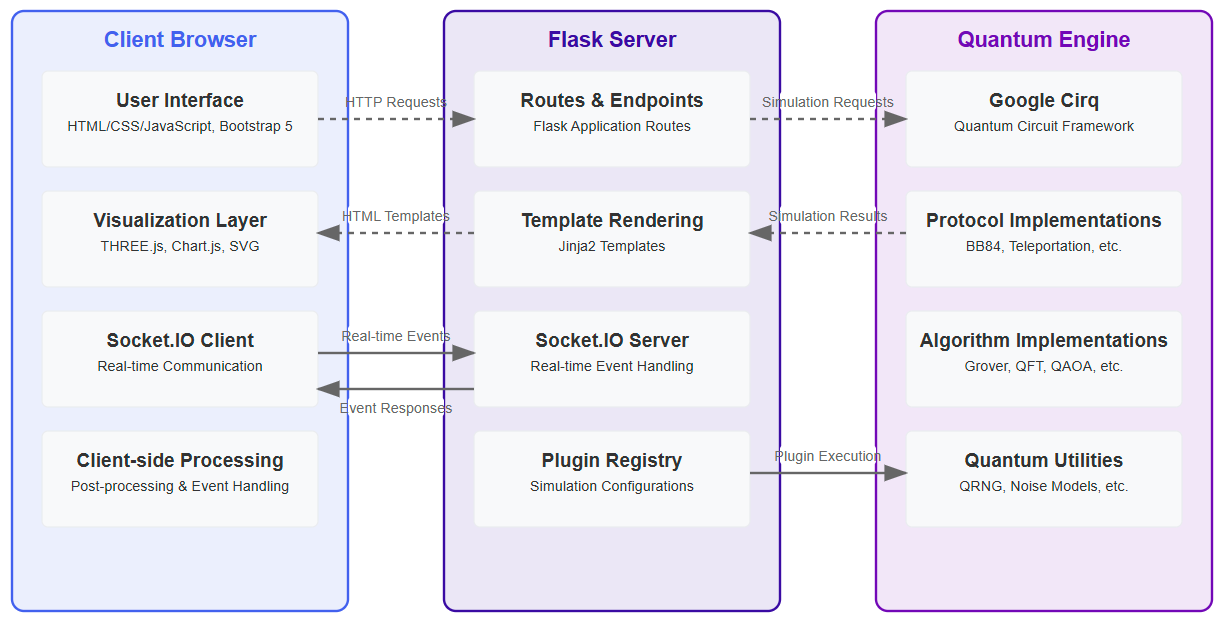 Client Browser
User Interface
HTML/CSS/JavaScript, Bootstrap 5
Visualization Layer
THREE.js, Chart.js, SVG
Socket.IO Client
Real-time Communication
Client-side Processing
Post-processing & Event Handling
HTTP Requests
HTML Templates
Real-time Events
Event Responses
Flask Server
Routes & Endpoints
Flask Application Routes
Template Rendering
Jinja2 Templates
Socket.IO Server
Real-time Event Handling
Plugin Registry
Simulation Configurations
Simulation Requests
Simulation Results
Plugin Execution
Quantum Engine
Google Cirq
Quantum Circuit Framework
Protocol Implementations
BB84, Teleportation, etc.
Algorithm Implementations
Grover, QFT, QAOA, etc.
Quantum Utilities
QRNG, Noise Models, etc.